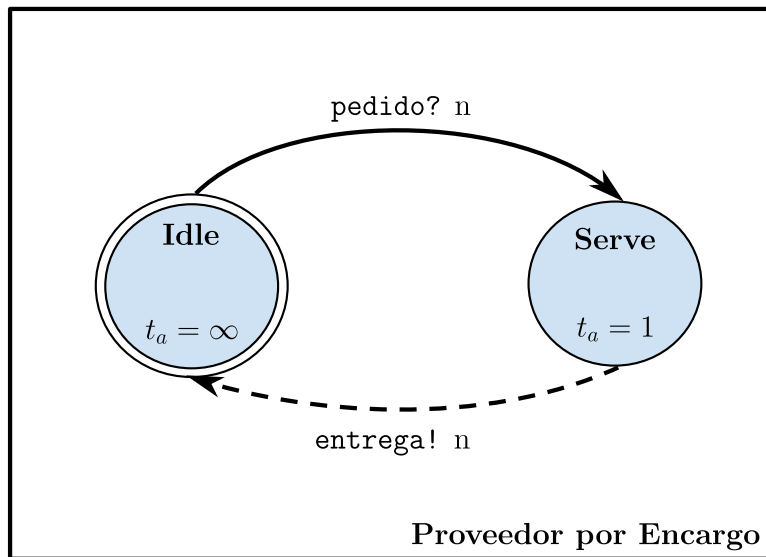 pedido? n
Idle
Serve
t_a = ∞
t_a = 1
entrega! n
Proveedor por Encargo